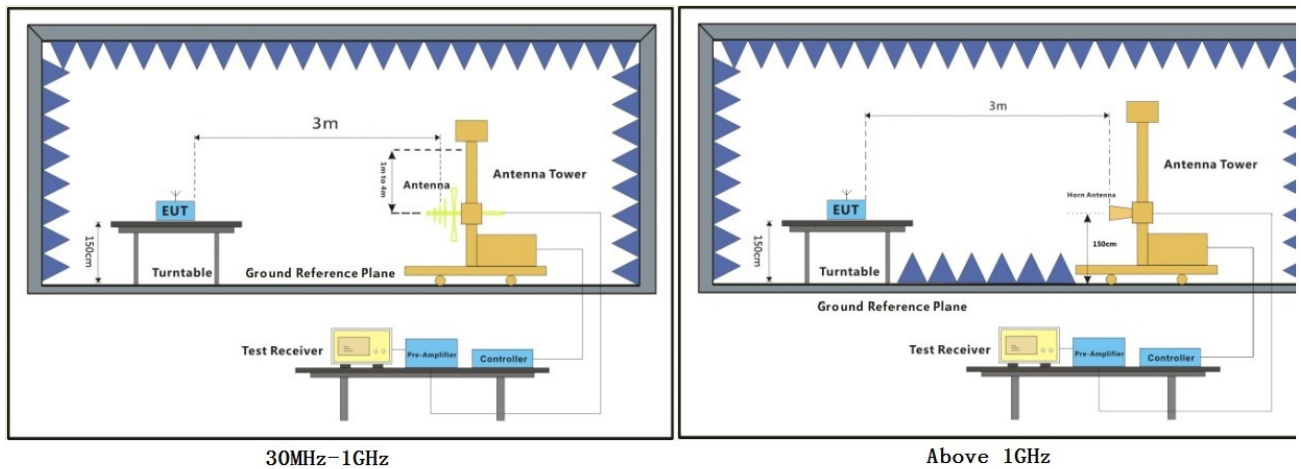 3m
1m to 4m
Antenna
Antenna Tower
EUT
150cm
Turntable
Ground Reference Plane
Test Receiver
Pre-Amplifier
Controller
30MHz-1GHz
3m
Antenna Tower
Horn Antenna
EUT
150cm
150cm
Turntable
Ground Reference Plane
Test Receiver
Pre-Amplifier
Controller
Above 1GHz